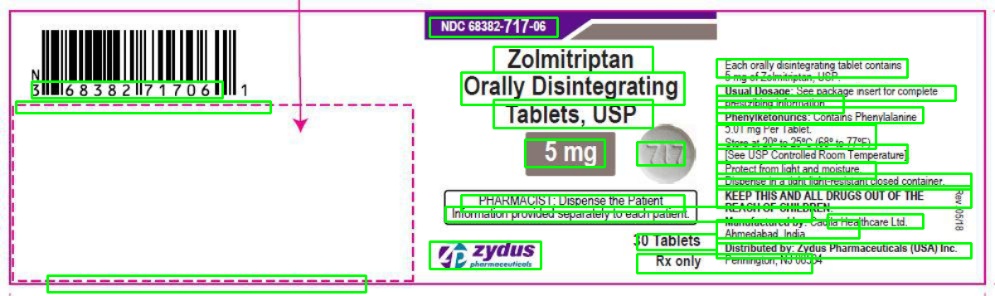 N
3 68382 71706 1
NDC 68382-717-06
Zolmitriptan
Orally Disintegrating
Tablets, USP
5 mg
717
PHARMACIST: Dispense the Patient
Information provided separately to each patient.
zydus
pharmaceuticals
30 Tablets
Rx only
Each orally disintegrating tablet contains
5 mg of Zolmitriptan, USP.
Usual Dosage: See package insert for complete
prescribing information.
Phenylketonurics: Contains Phenylalanine
5.01 mg Per Tablet.
Store at 20° to 25°C (68° to 77°F)
[See USP Controlled Room Temperature]
Protect from light and moisture.
Dispense in a tight light-resistant closed container.
KEEP THIS AND ALL DRUGS OUT OF THE
REACH OF CHILDREN.
Manufactured by: Cadila Healthcare Ltd.
Ahmedabad, India
Distributed by: Zydus Pharmaceuticals (USA) Inc.
Pennington, NJ 08534
Rev.:05/18